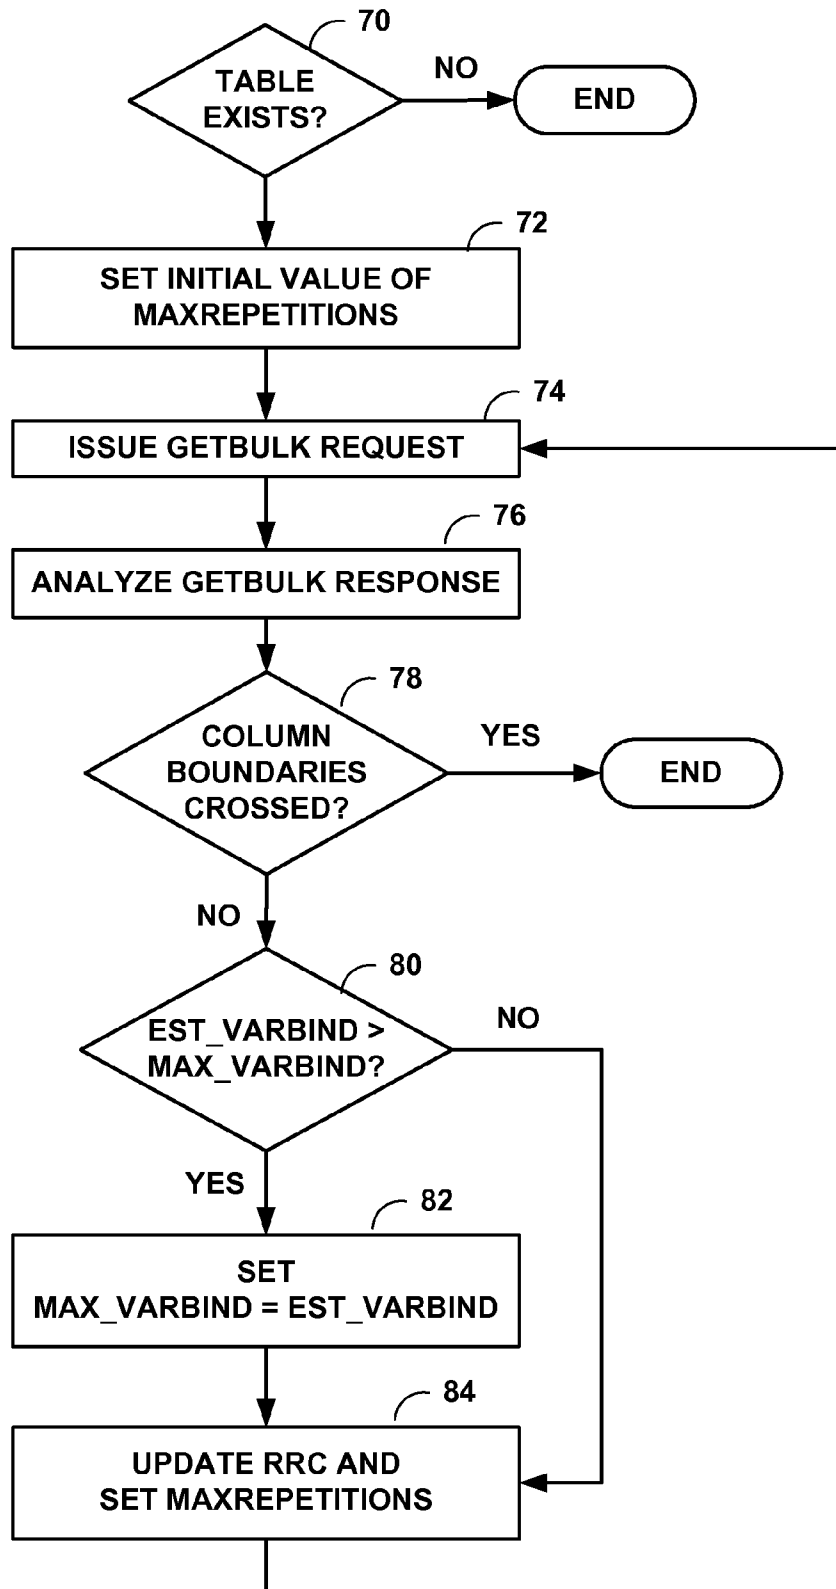 70
TABLE
EXISTS?
NO
END
72
SET INITIAL VALUE OF
MAXREPETITIONS
74
ISSUE GETBULK REQUEST
76
ANALYZE GETBULK RESPONSE
78
COLUMN
BOUNDARIES
CROSSED?
YES
END
NO
80
EST_VARBIND >
MAX_VARBIND?
NO
YES
82
SET
MAX_VARBIND = EST_VARBIND
84
UPDATE RRC AND
SET MAXREPETITIONS